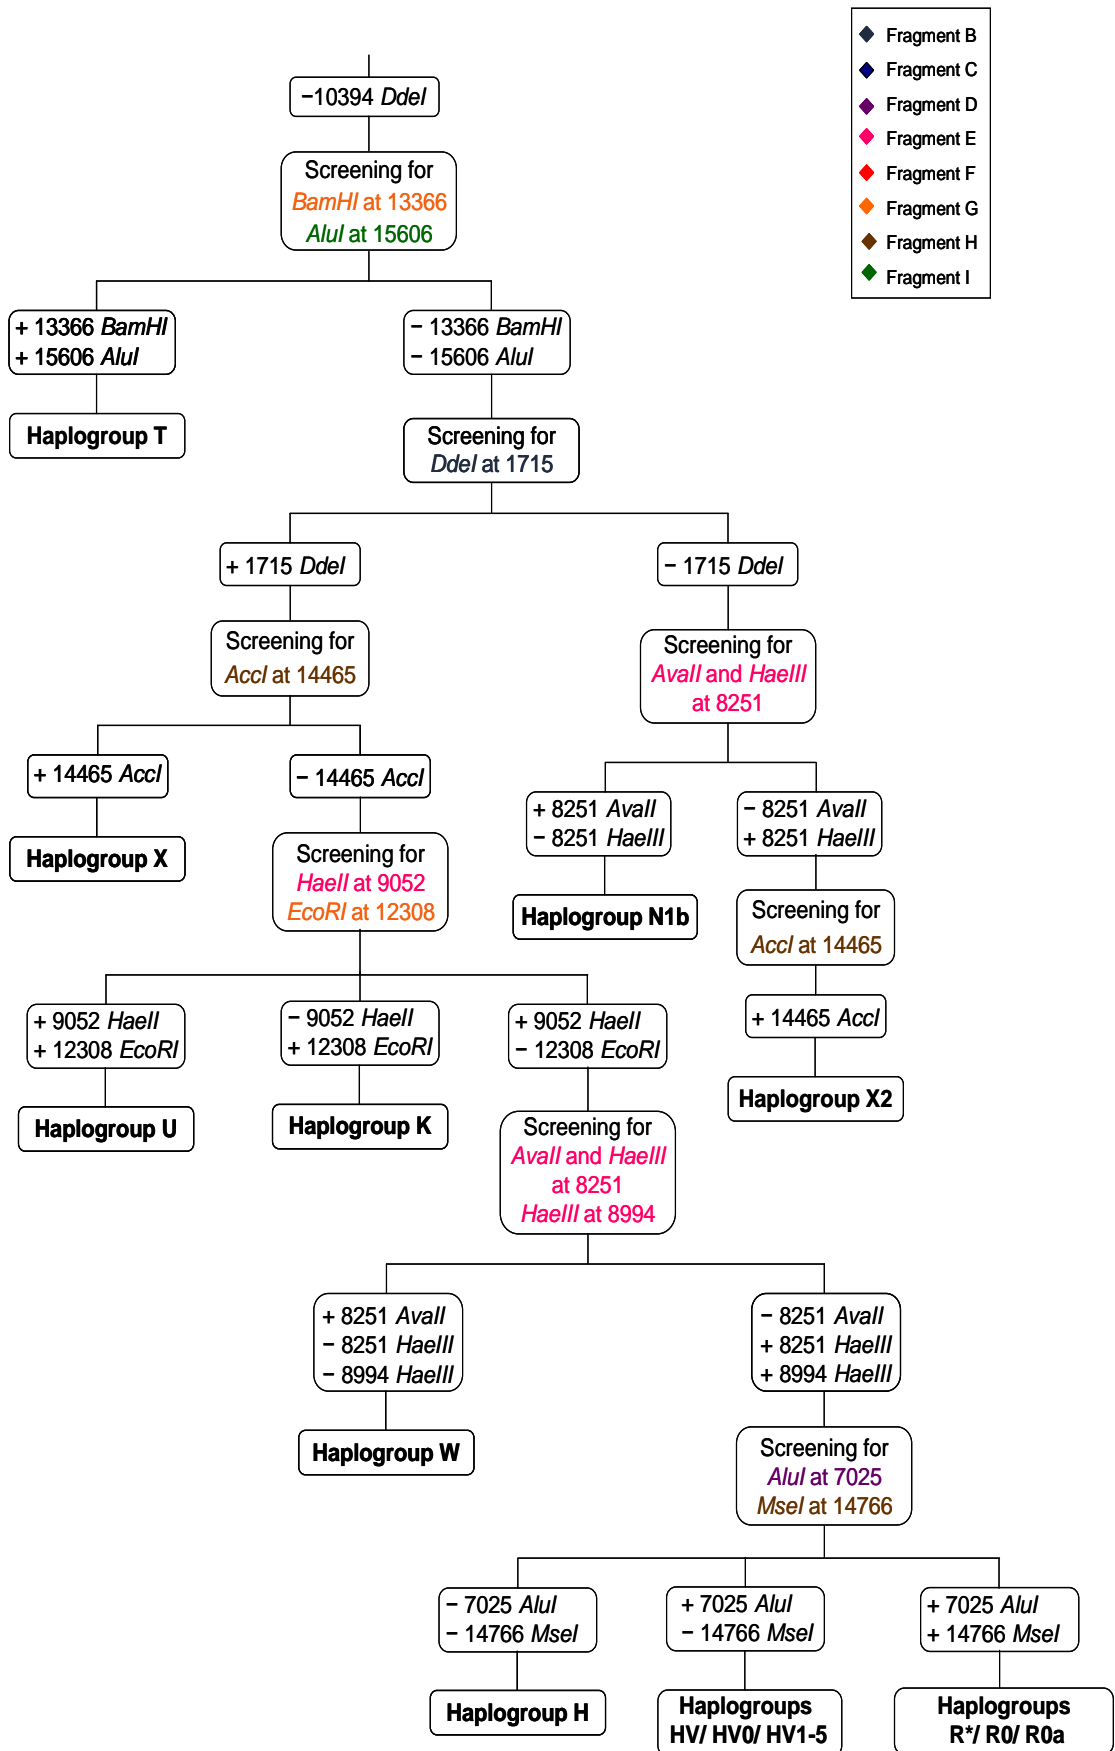 Fragment B
Fragment C
Fragment D
Fragment E
Fragment F
Fragment G
Fragment H
Fragment I
−10394 DdeI
Screening for
BamHI at 13366
AluI at 15606
+ 13366 BamHI
+ 15606 AluI
− 13366 BamHI
− 15606 AluI
Haplogroup T
Screening for
DdeI at 1715
+ 1715 DdeI
− 1715 DdeI
Screening for
AccI at 14465
Screening for
AvaII and HaeIII
at 8251
+ 14465 AccI
− 14465 AccI
+ 8251 AvaII
− 8251 HaeIII
− 8251 AvaII
+ 8251 HaeIII
Haplogroup X
Screening for
HaeII at 9052
EcoRI at 12308
Haplogroup N1b
Screening for
AccI at 14465
+ 9052 HaeII
+ 12308 EcoRI
− 9052 HaeII
+ 12308 EcoRI
+ 9052 HaeII
− 12308 EcoRI
+ 14465 AccI
Haplogroup U
Haplogroup K
Haplogroup X2
Screening for
AvaII and HaeIII
at 8251
HaeIII at 8994
+ 8251 AvaII
− 8251 HaeIII
− 8994 HaeIII
− 8251 AvaII
+ 8251 HaeIII
+ 8994 HaeIII
Haplogroup W
Screening for
AluI at 7025
MseI at 14766
− 7025 AluI
− 14766 MseI
+ 7025 AluI
− 14766 MseI
+ 7025 AluI
+ 14766 MseI
Haplogroup H
Haplogroups
HV/ HV0/ HV1-5
Haplogroups
R*/ R0/ R0a